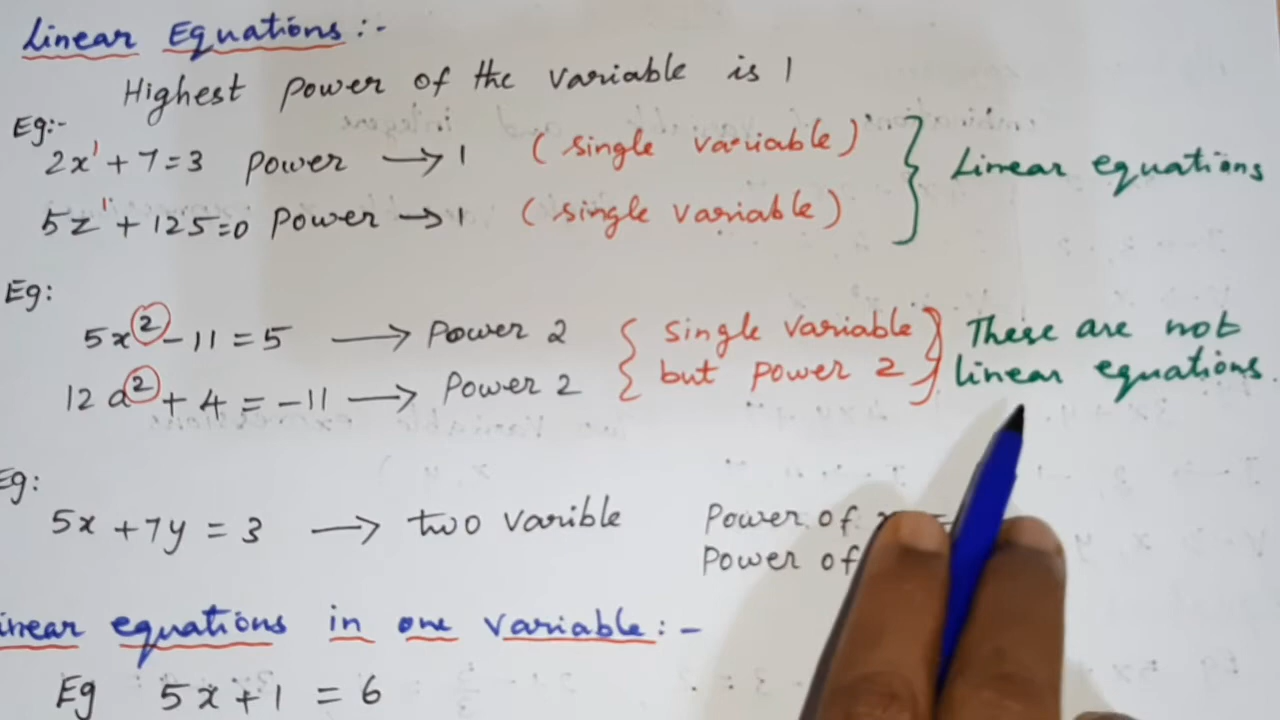 Linear Equations:-
Highest power of the variable is 1
Eg:-
2x¹ + 7 = 3 power → 1 (single variable)
5z¹ + 125 = 0 Power → 1 (single variable) } Linear equations
Eg:
5x² - 11 = 5 → Power 2 { single variable } These are not
12a² + 4 = -11 → Power 2 { but power 2 } linear equations.
Eg:
5x + 7y = 3 → two varible Power of x =
Power of
inear equations in one variable:-
Eg 5x + 1 = 6